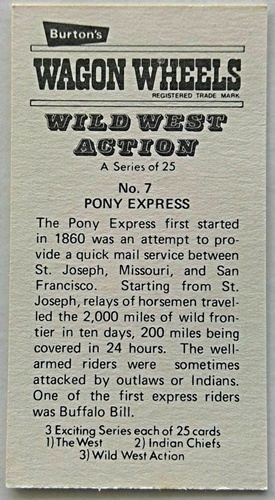 Burton's
WAGON WHEELS
REGISTERED TRADE MARK
WILD WEST
ACTION
A Series of 25
No. 7
PONY EXPRESS
The Pony Express first started
in 1860 was an attempt to pro-
vide a quick mail service between
St. Joseph, Missouri, and San
Francisco. Starting from St.
Joseph, relays of horsemen travel-
led the 2,000 miles of wild fron-
tier in ten days, 200 miles being
covered in 24 hours. The well-
armed riders were sometimes
attacked by outlaws or Indians.
One of the first express riders
was Buffalo Bill.
3 Exciting Series each of 25 cards
1) The West 2) Indian Chiefs
3) Wild West Action